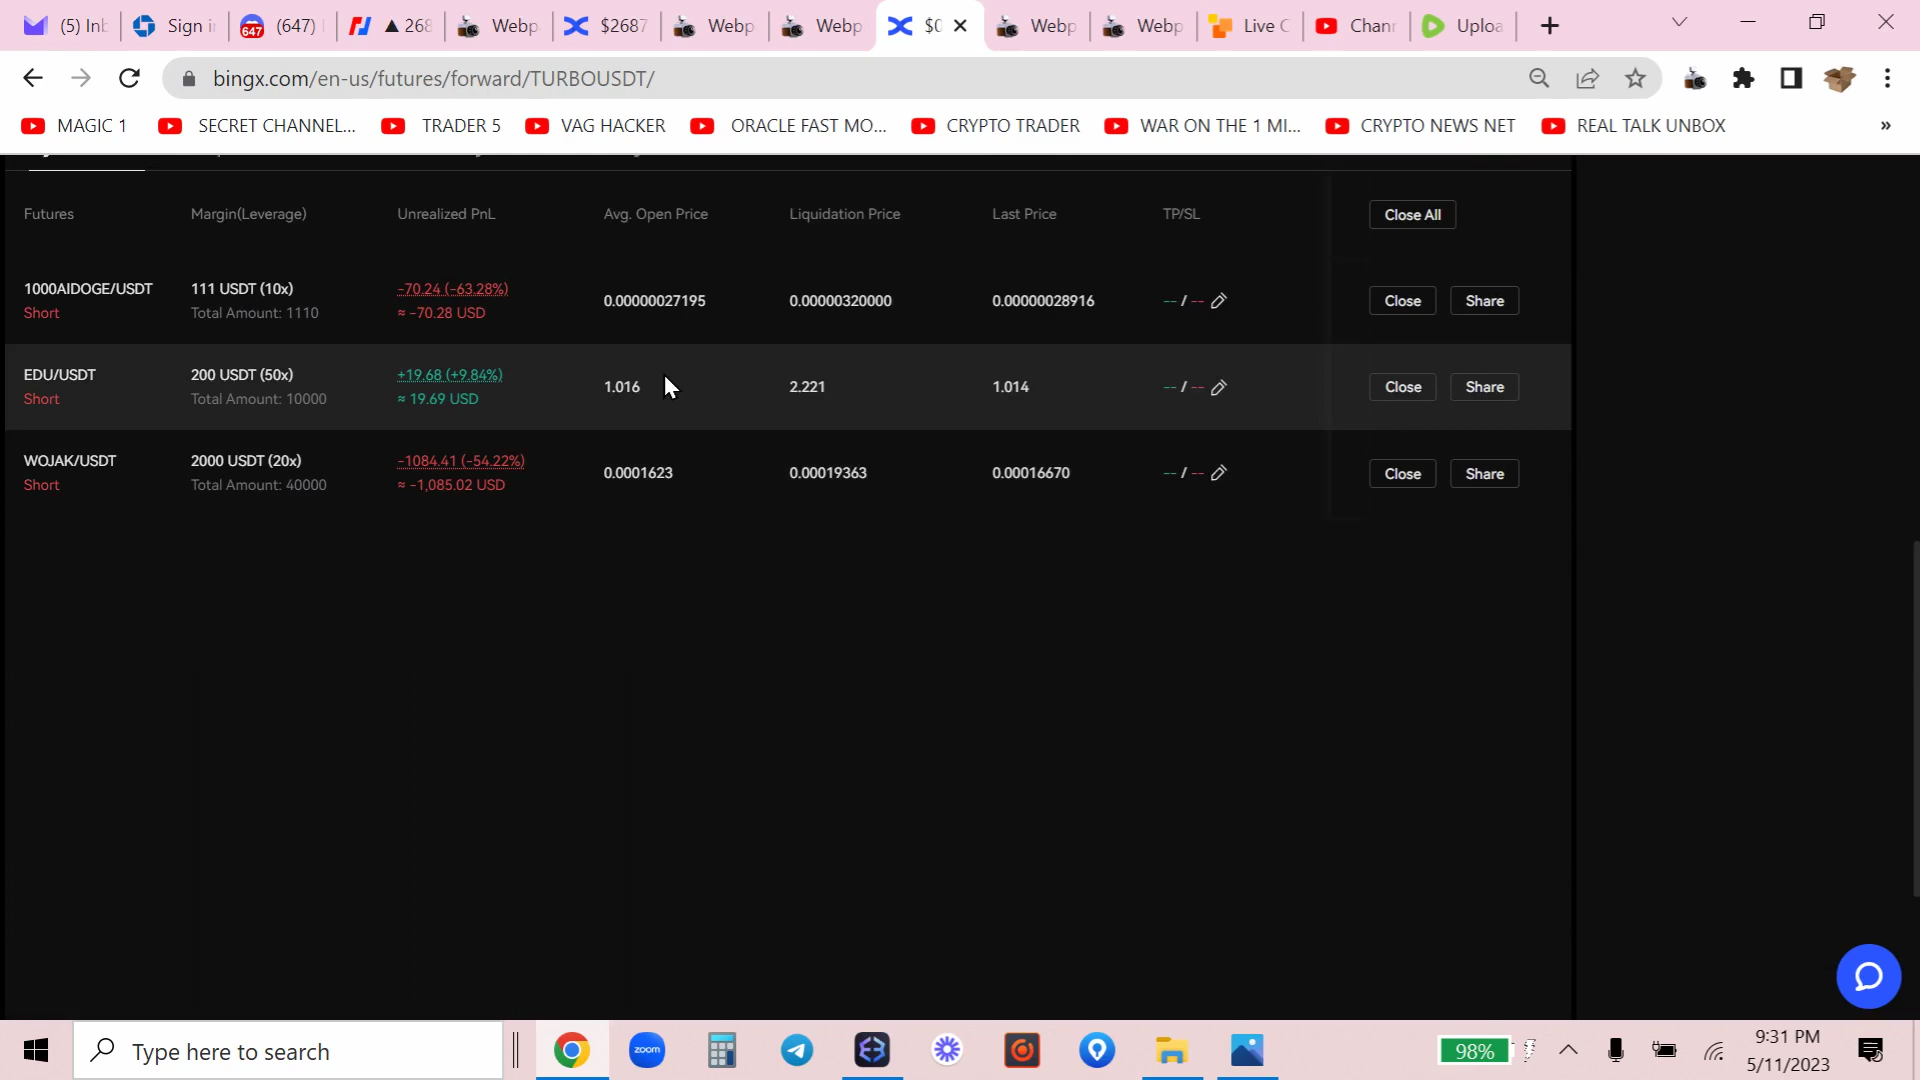 (5) Inb
Sign i
647
(647)
▲ 268
Webp
$2687
Webp
Webp
$0
Webp
Webp
Live C
Chan
Uploa
bingx.com/en-us/futures/forward/TURBOUSDT/
MAGIC 1
SECRET CHANNEL...
TRADER 5
VAG HACKER
ORACLE FAST MO...
CRYPTO TRADER
WAR ON THE 1 MI...
CRYPTO NEWS NET
REAL TALK UNBOX
»
Futures Margin(Leverage) Unrealized PnL Avg. Open Price Liquidation Price Last Price TP/SL Close All
1000AIDOGE/USDT 111 USDT (10x) -70.24 (-63.28%) 0.00000027195 0.00000320000 0.00000028916 -- / -- Close Share
Short Total Amount: 1110 ≈ -70.28 USD
EDU/USDT 200 USDT (50x) +19.68 (+9.84%) 1.016 2.221 1.014 -- / -- Close Share
Short Total Amount: 10000 ≈ 19.69 USD
WOJAK/USDT 2000 USDT (20x) -1084.41 (-54.22%) 0.0001623 0.00019363 0.00016670 -- / -- Close Share
Short Total Amount: 40000 ≈ -1,085.02 USD
Type here to search
zoom
98%
9:31 PM
5/11/2023